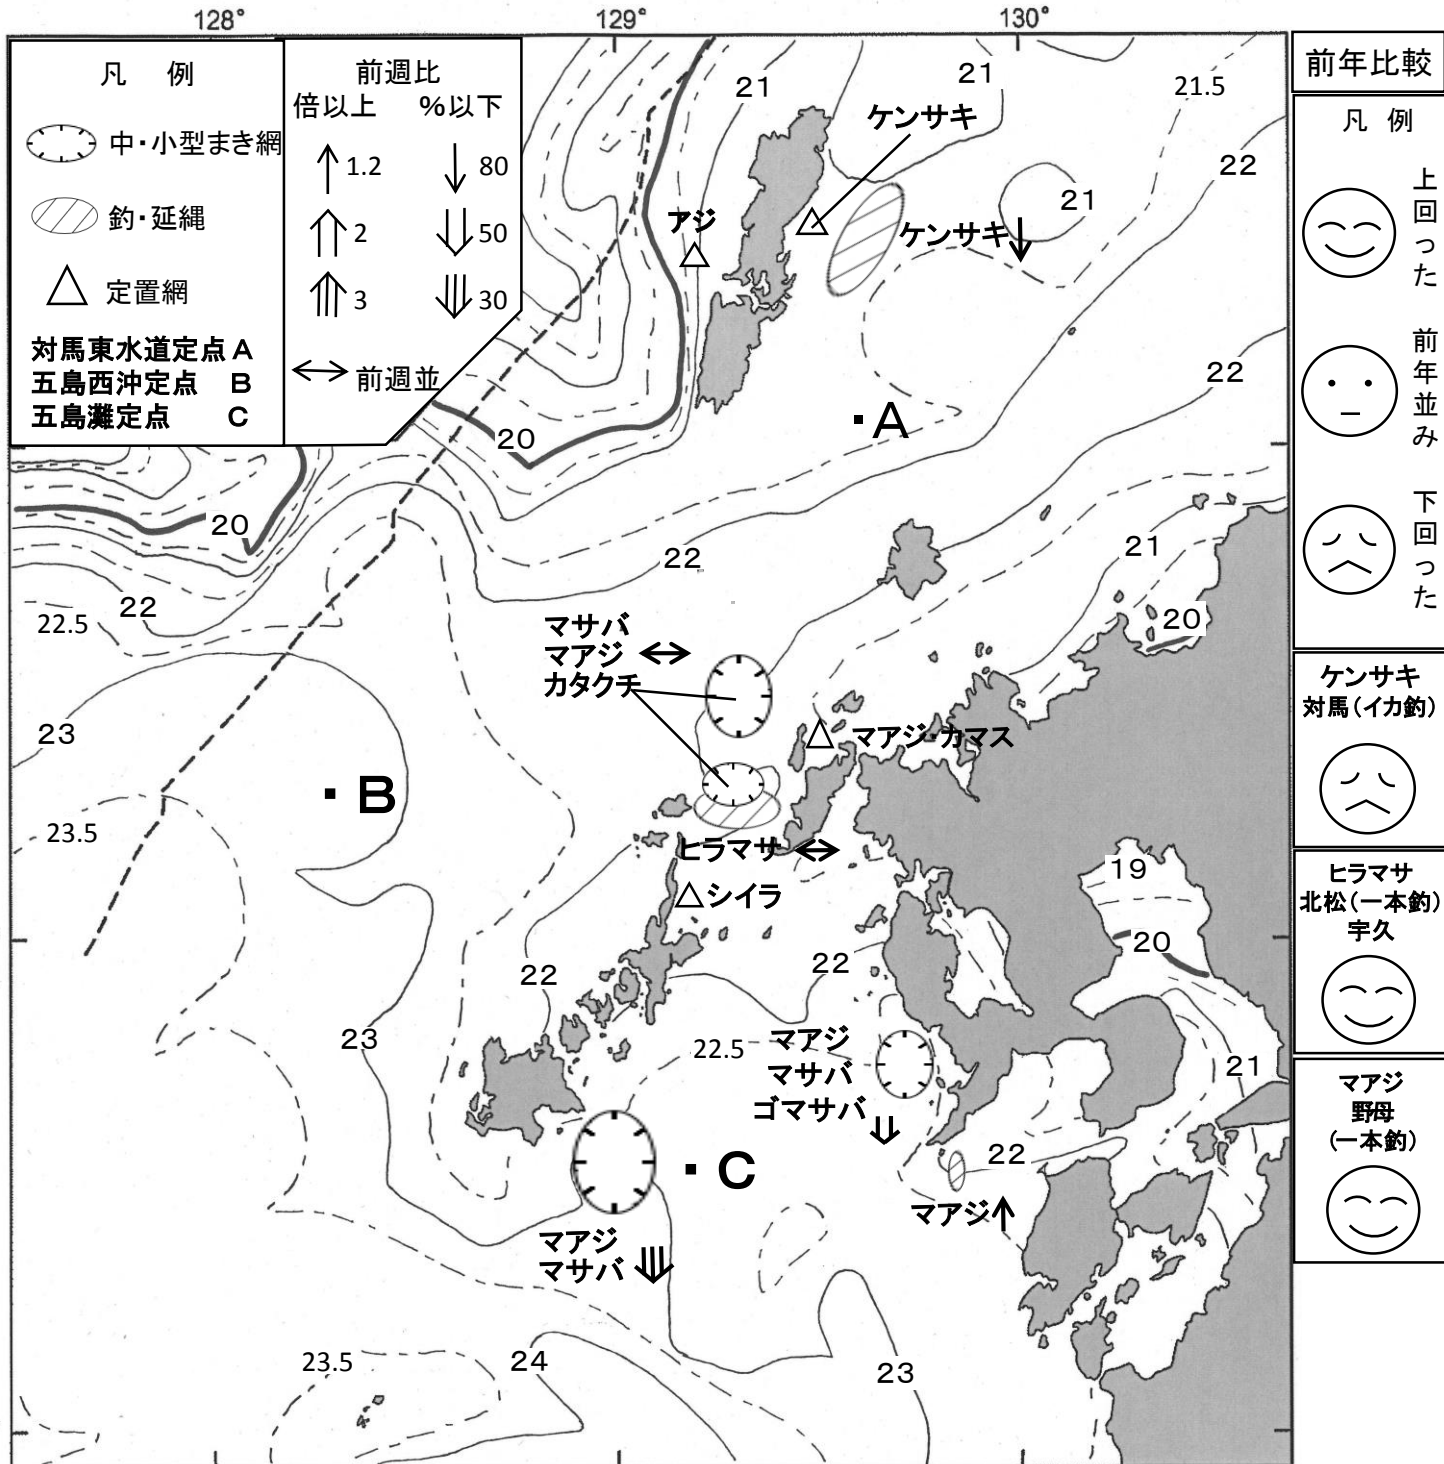 128°
129°
130°
凡 例
中・小型まき網
釣・延縄
定置網
対馬東水道定点 A
五島西沖定点 B
五島灘定点 C
前週比
倍以上 %以下
1.2 80
2 50
3 30
前週並
前年比較
凡 例
上回った
前年並み
下回った
ケンサキ
対馬(イカ釣)
ヒラマサ
北松(一本釣)
宇久
マアジ
野母
(一本釣)
21
21
21.5
22
ケンサキ
アジ
21
ケンサキ
22
A
20
20
22
21
22
22.5
20
マサバ
マアジ
カタクチ
23
マアジ・カマス
B
23.5
ヒラマサ
19
シイラ
20
22
22
23
22.5
マアジ
マサバ
ゴマサバ
21
22
C
マアジ
マアジ
マサバ
23.5
24
23